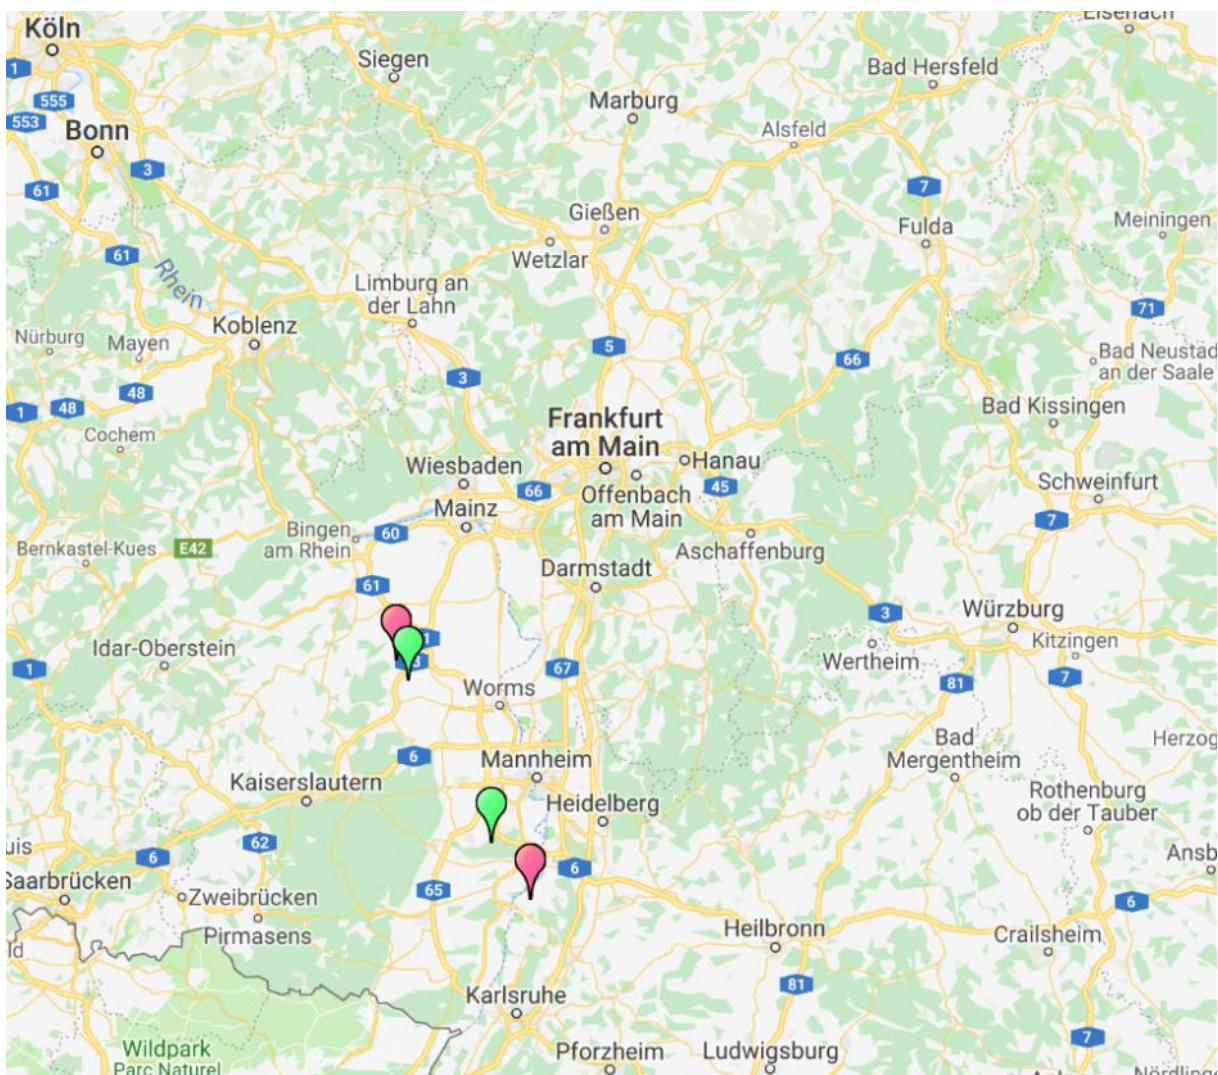 Eisenach
Köln
Siegen
Bad Hersfeld
1
555
Marburg
553
Bonn
Alsfeld
3
61
7
Gießen
Meiningen
Fulda
61
Wetzlar
Rhein
Limburg an
der Lahn
71
Koblenz
Nürburg
Mayen
5
66
Bad Neustad
an der Saale
3
48
1
48
Bad Kissingen
Frankfurt
am Main
Cochem
Wiesbaden
Hanau
Schweinfurt
66
45
Offenbach
am Main
Mainz
7
Bingen
am Rhein
60
Bernkastel-Kues
E42
Aschaffenburg
Darmstadt
61
3
Würzburg
Idar-Oberstein
Kitzingen
Wertheim
1
67
7
81
Worms
Bad
Mergentheim
Herzog
6
Mannheim
Kaiserslautern
Rothenburg
ob der Tauber
Heidelberg
62
uis
6
Ansb
6
Saarbrücken
65
Zweibrücken
6
Heilbronn
Pirmasens
Crailsheim
ld
81
Karlsruhe
7
Wildpark
Parc Naturel
Pforzheim
Ludwigsburg
Nördlinge